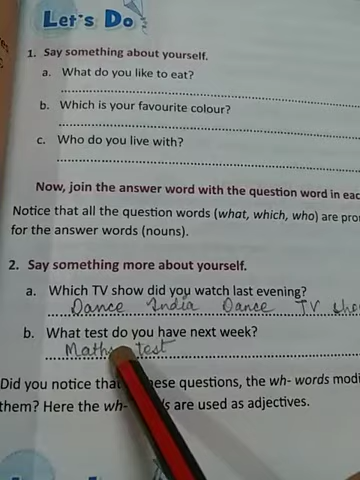 Let's Do
1. Say something about yourself.
a. What do you like to eat?
b. Which is your favourite colour?
c. Who do you live with?
Now, join the answer word with the question word in eac
Notice that all the question words (what, which, who) are pro
for the answer words (nouns).
2. Say something more about yourself.
a. Which TV show did you watch last evening?
Dance India Dance TV sho
b. What test do you have next week?
Maths test
Did you notice that these questions, the wh- words modi
them? Here the wh- are used as adjectives.